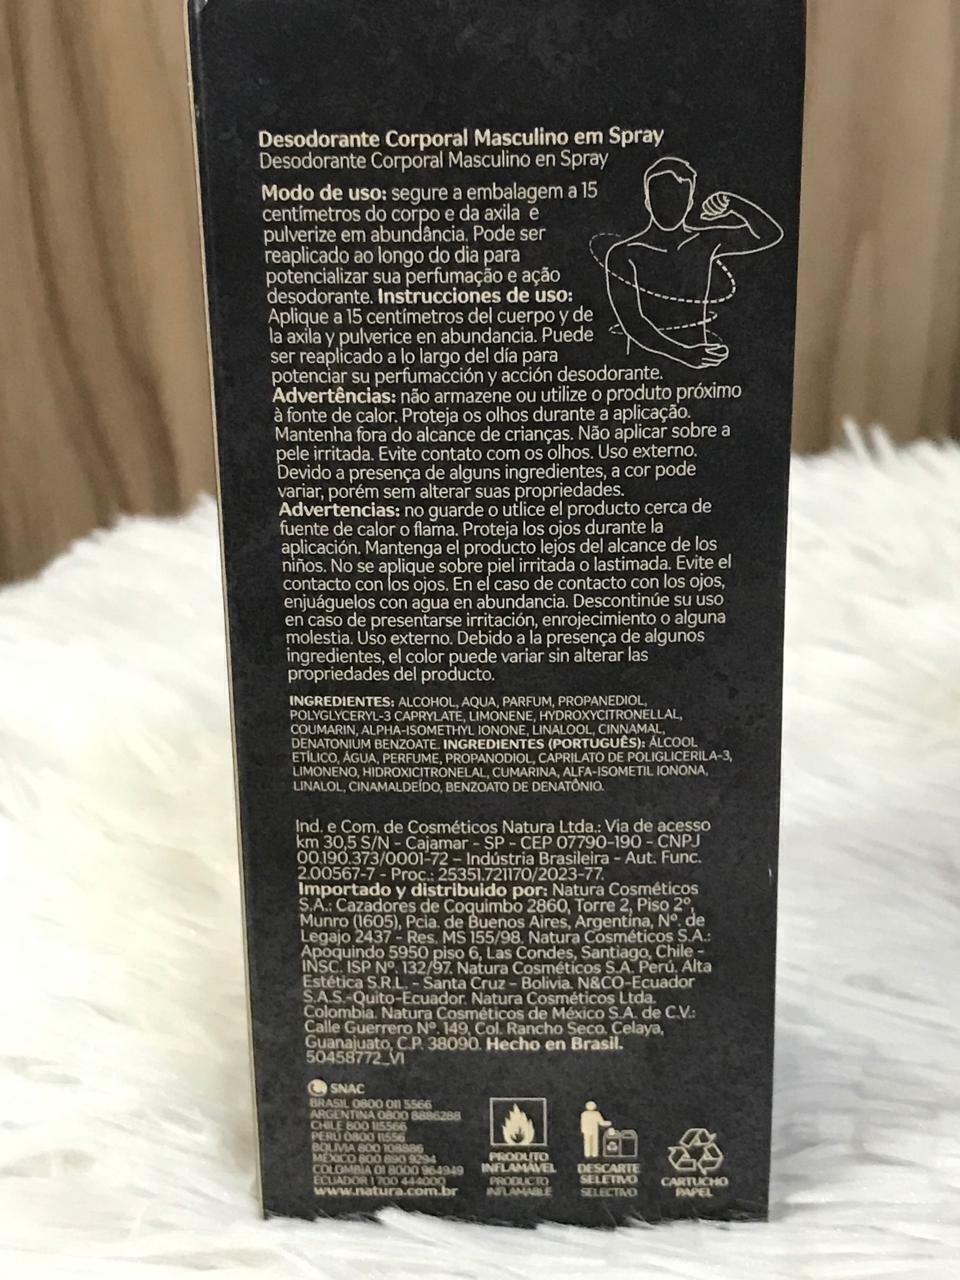 Desodorante Corporal Masculino em Spray
Desodorante Corporal Masculino en Spray
Modo de uso: segure a embalagem a 15
centímetros do corpo e da axila e
pulverize em abundância. Pode ser
reaplicado ao longo do dia para
potencializar sua perfumação e ação
desodorante. Instrucciones de uso:
Aplique a 15 centímetros del cuerpo y de
la axila y pulverice en abundancia. Puede
ser reaplicado a lo largo del día para
potenciar su perfumacción y acción desodorante.
Advertências: não armazene ou utilize o produto próximo
à fonte de calor. Proteja os olhos durante a aplicação.
Mantenha fora do alcance de crianças. Não aplicar sobre a
pele irritada. Evite contato com os olhos. Uso externo.
Devido a presença de alguns ingredientes, a cor pode
variar, porém sem alterar suas propriedades.
Advertencias: no guarde o utlice el producto cerca de
fuente de calor o flama. Proteja los ojos durante la
aplicación. Mantenga el producto lejos del alcance de los
niños. No se aplique sobre piel irritada o lastimada. Evite el
contacto con los ojos. En el caso de contacto con los ojos,
enjuáguelos con agua en abundancia. Descontinúe su uso
en caso de presentarse irritación, enrojecimiento o alguna
molestia. Uso externo. Debido a la presencia de algunos
ingredientes, el color puede variar sin alterar las
propriedades del producto.
INGREDIENTES: ALCOHOL, AQUA, PARFUM, PROPANEDIOL,
POLYGLYCERYL-3 CAPRYLATE, LIMONENE, HYDROXYCITRONELLAL,
COUMARIN, ALPHA-ISOMETHYL IONONE, LINALOOL, CINNAMAL,
DENATONIUM BENZOATE. INGREDIENTES (PORTUGUÊS): ÁLCOOL
ETÍLICO, ÁGUA, PERFUME, PROPANODIOL, CAPRILATO DE POLIGLICERILA-3,
LIMONENO, HIDROXICITRONELAL, CUMARINA, ALFA-ISOMETIL IONONA,
LINALOL, CINAMALDEÍDO, BENZOATO DE DENATÔNIO.
Ind. e Com. de Cosméticos Natura Ltda.: Via de acesso
km 30,5 S/N - Cajamar - SP - CEP 07790-190 - CNPJ
00.190.373/0001-72 – Indústria Brasileira - Aut. Func.
2.00567-7 - Proc.: 25351.721170/2023-77.
Importado y distribuido por: Natura Cosméticos
S.A.: Cazadores de Coquimbo 2860, Torre 2, Piso 2º,
Munro (1605), Pcia. de Buenos Aires, Argentina, Nº. de
Legajo 2437 - Res. MS 155/98. Natura Cosméticos S.A.:
Apoquindo 5950 piso 6, Las Condes, Santiago, Chile -
INSC. ISP Nº. 132/97. Natura Cosméticos S.A. Perú. Alta
Estética S.R.L. - Santa Cruz - Bolivia. N&CO-Ecuador
S.A.S.-Quito-Ecuador. Natura Cosméticos Ltda.
Colombia. Natura Cosméticos de México S.A. de C.V.:
Calle Guerrero Nº. 149, Col. Rancho Seco. Celaya,
Guanajuato, C.P. 38090. Hecho en Brasil.
50458772_V1
SNAC
BRASIL 0800 011 5566
ARGENTINA 0800 8886288
CHILE 800 115566
PERÚ 0800 11556
BOLIVIA 800 108886
MÉXICO 800 890 9294
COLOMBIA 01 8000 964949
ECUADOR 1 700 444000
www.natura.com.br
PRODUTO
INFLAMÁVEL
PRODUCTO
INFLAMABLE
DESCARTE
SELETIVO
SELECTIVO
CARTUCHO
PAPEL